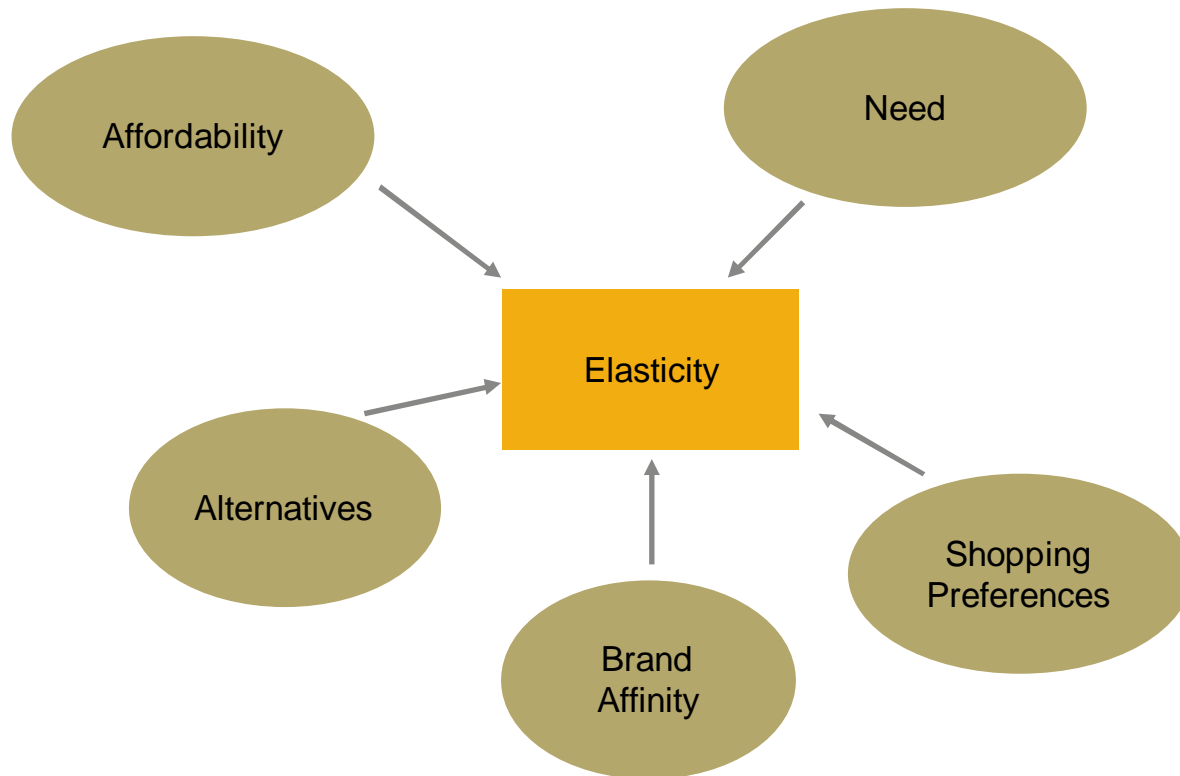 Affordability
Need
Elasticity
Alternatives
Shopping
Preferences
Brand
Affinity